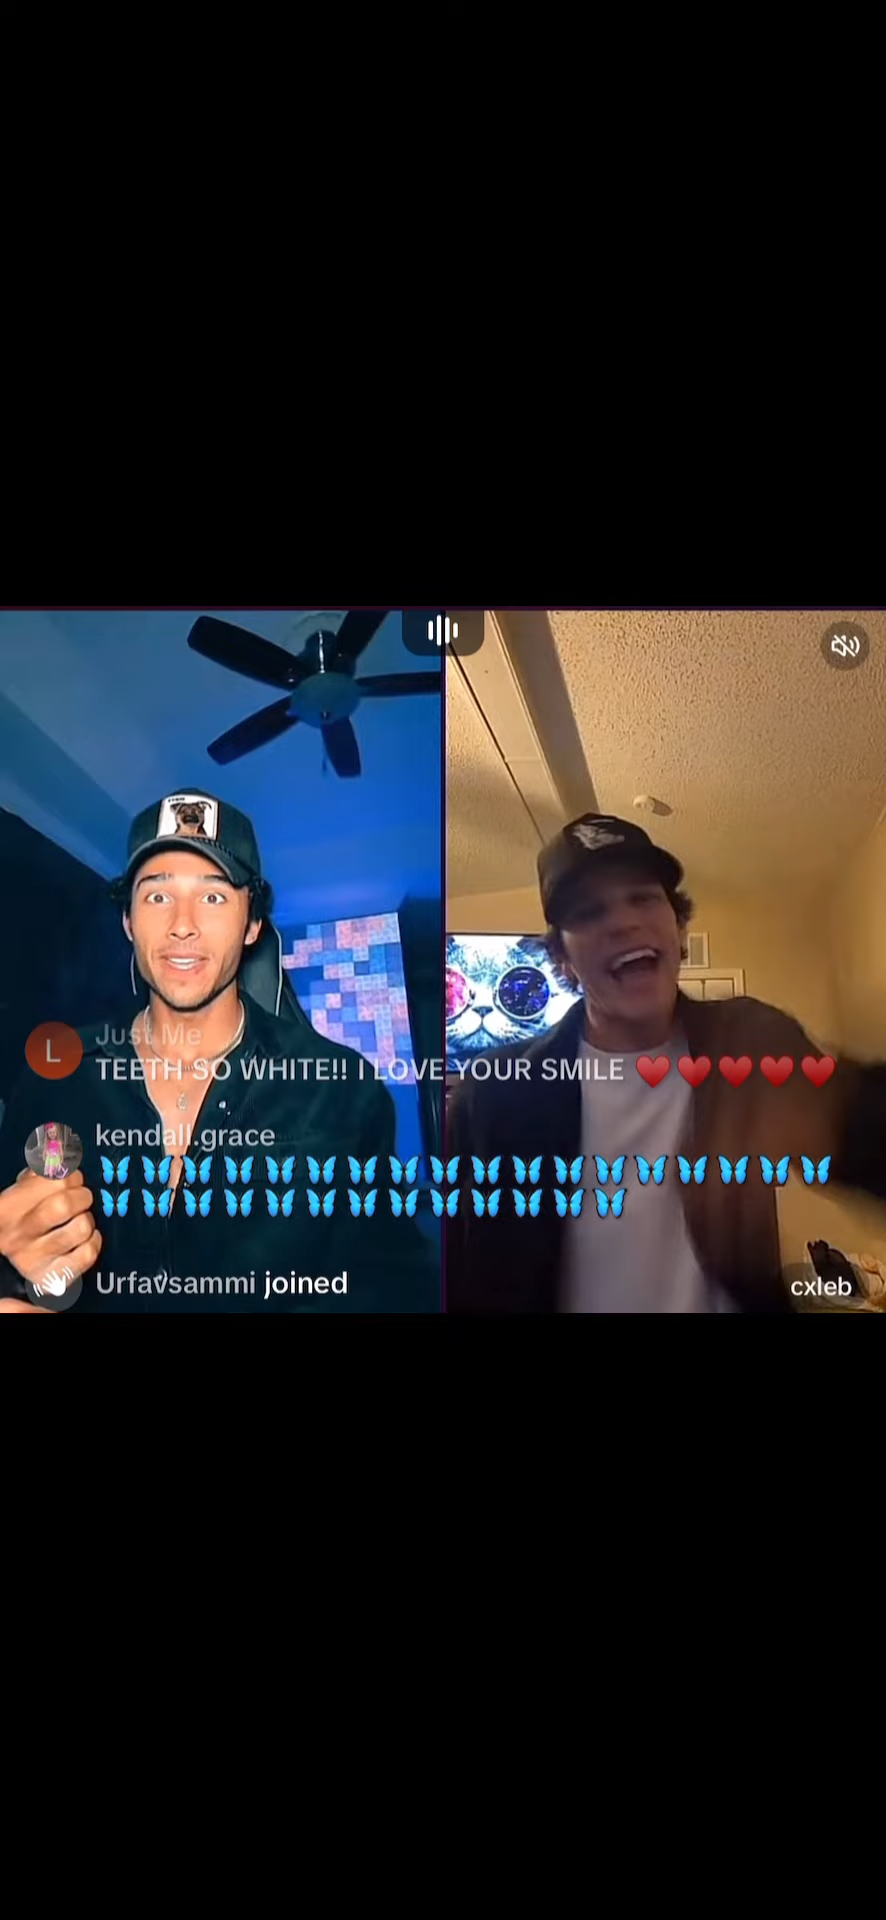 Just Me
TEETH SO WHITE!! I LOVE YOUR SMILE ❤️❤️❤️❤️❤️
kendall.grace
🦋🦋🦋🦋🦋🦋🦋🦋🦋🦋🦋🦋🦋🦋🦋🦋🦋🦋
🦋🦋🦋🦋🦋🦋🦋🦋🦋🦋🦋🦋🦋
Urfavsammi joined
cxleb
L